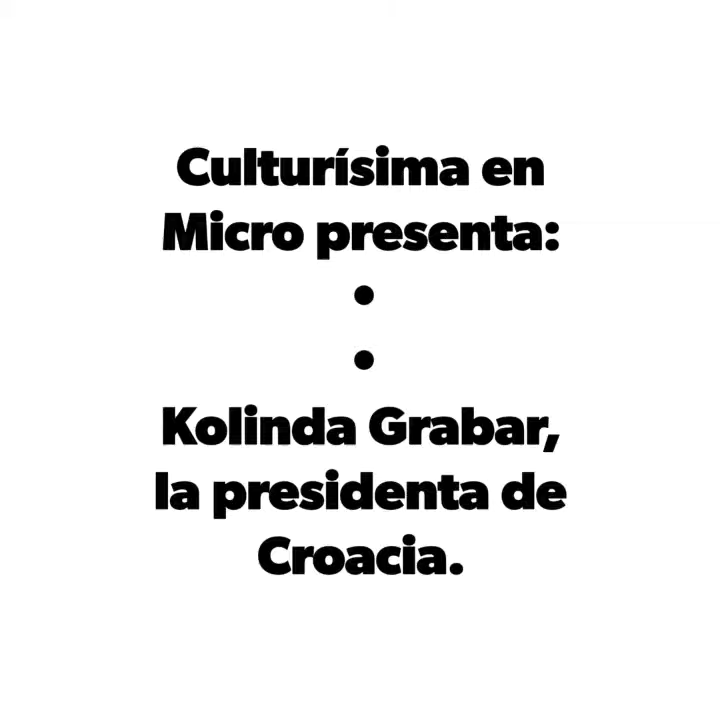 Culturísima en
Micro presenta:
•
•
Kolinda Grabar,
la presidenta de
Croacia.